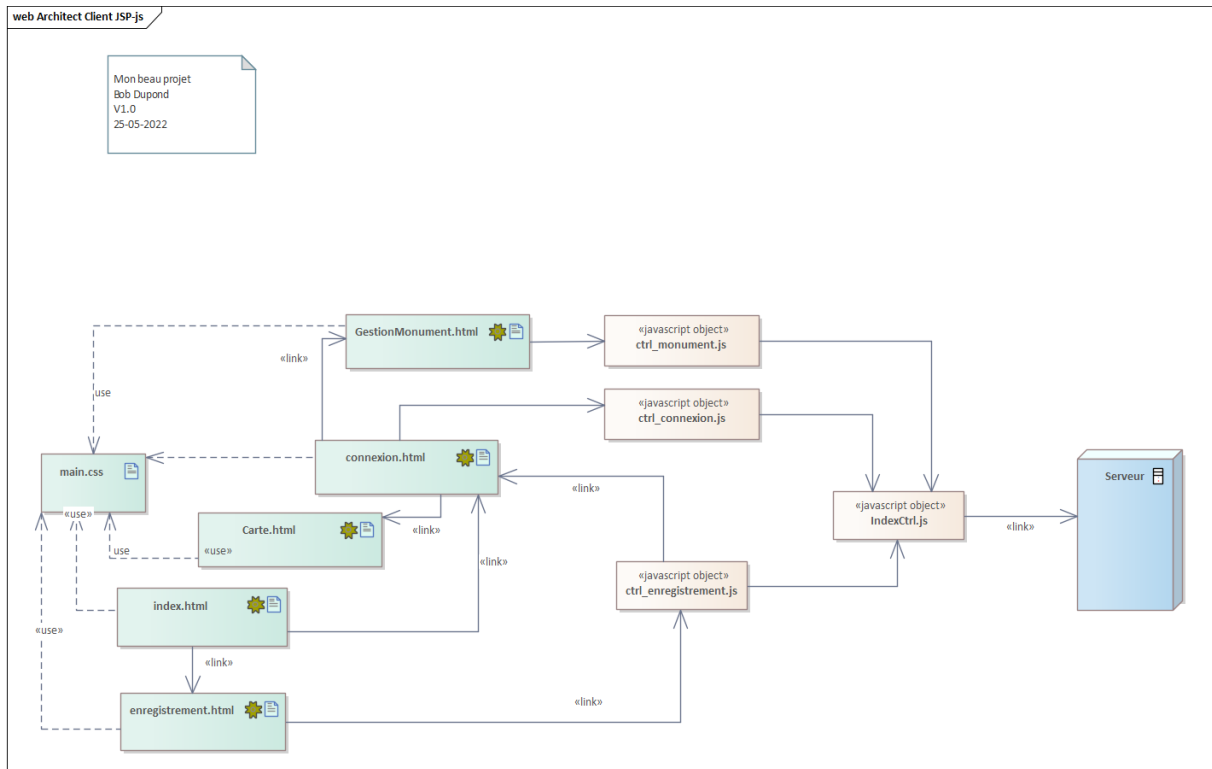 web Architect Client JSP-js
Mon beau projet
Bob Dupond
V1.0
25-05-2022
GestionMonument.html
«javascript object»
ctrl_monument.js
«link»
use
«javascript object»
ctrl_connexion.js
main.css
connexion.html
Serveur
«link»
«javascript object»
IndexCtrl.js
«link»
«use»
Carte.html
«link»
use
«use»
«link»
«javascript object»
ctrl_enregistrement.js
index.html
«use»
«link»
enregistrement.html
«link»